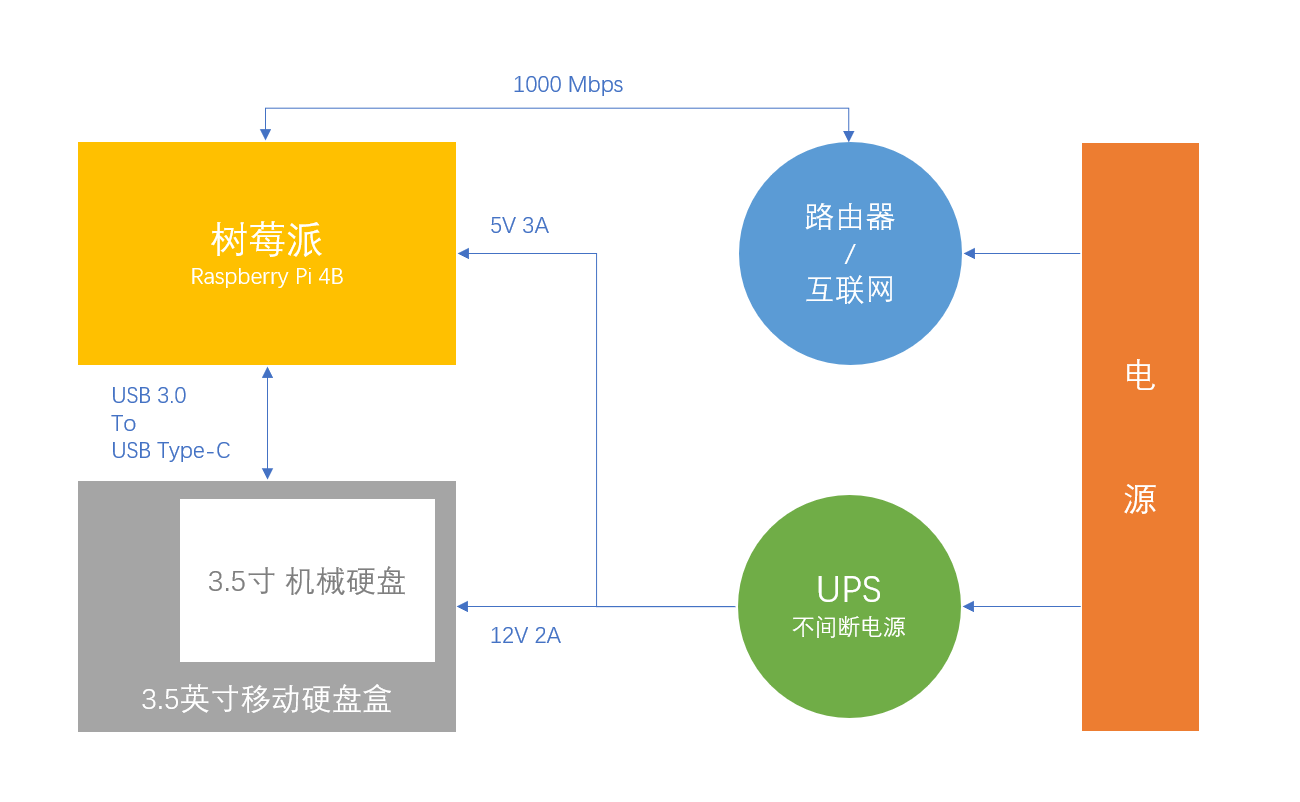 1000 Mbps
树莓派
Raspberry Pi 4B
5V 3A
路由器
/
互联网
USB 3.0
To
USB Type-C
电
源
3.5寸 机械硬盘
3.5英寸移动硬盘盒
12V 2A
UPS
不间断电源